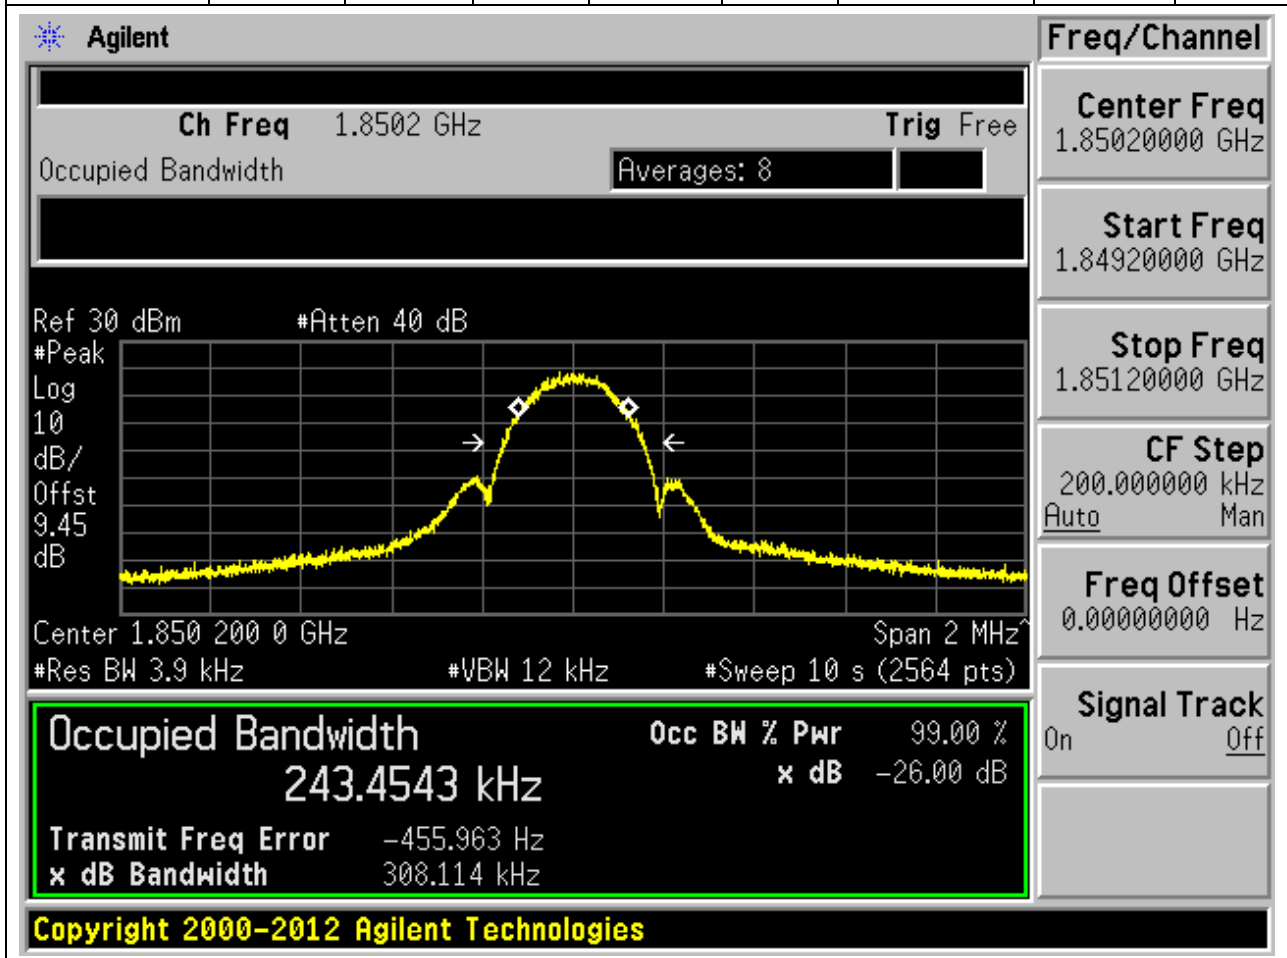 Agilent
Freq/Channel
Ch Freq 1.8502 GHz Trig Free
Occupied Bandwidth Averages: 8
Center Freq
1.85020000 GHz
Start Freq
1.84920000 GHz
Stop Freq
1.85120000 GHz
CF Step
200.000000 kHz
Auto Man
Freq Offset
0.00000000 Hz
Signal Track
On Off
Ref 30 dBm #Atten 40 dB
#Peak
Log
10
dB/
Offst
9.45
dB
Center 1.850 200 0 GHz Span 2 MHz^
#Res BW 3.9 kHz #VBW 12 kHz #Sweep 10 s (2564 pts)
Occupied Bandwidth Occ BW % Pwr 99.00 %
243.4543 kHz x dB -26.00 dB
Transmit Freq Error -455.963 Hz
x dB Bandwidth 308.114 kHz
Copyright 2000-2012 Agilent Technologies